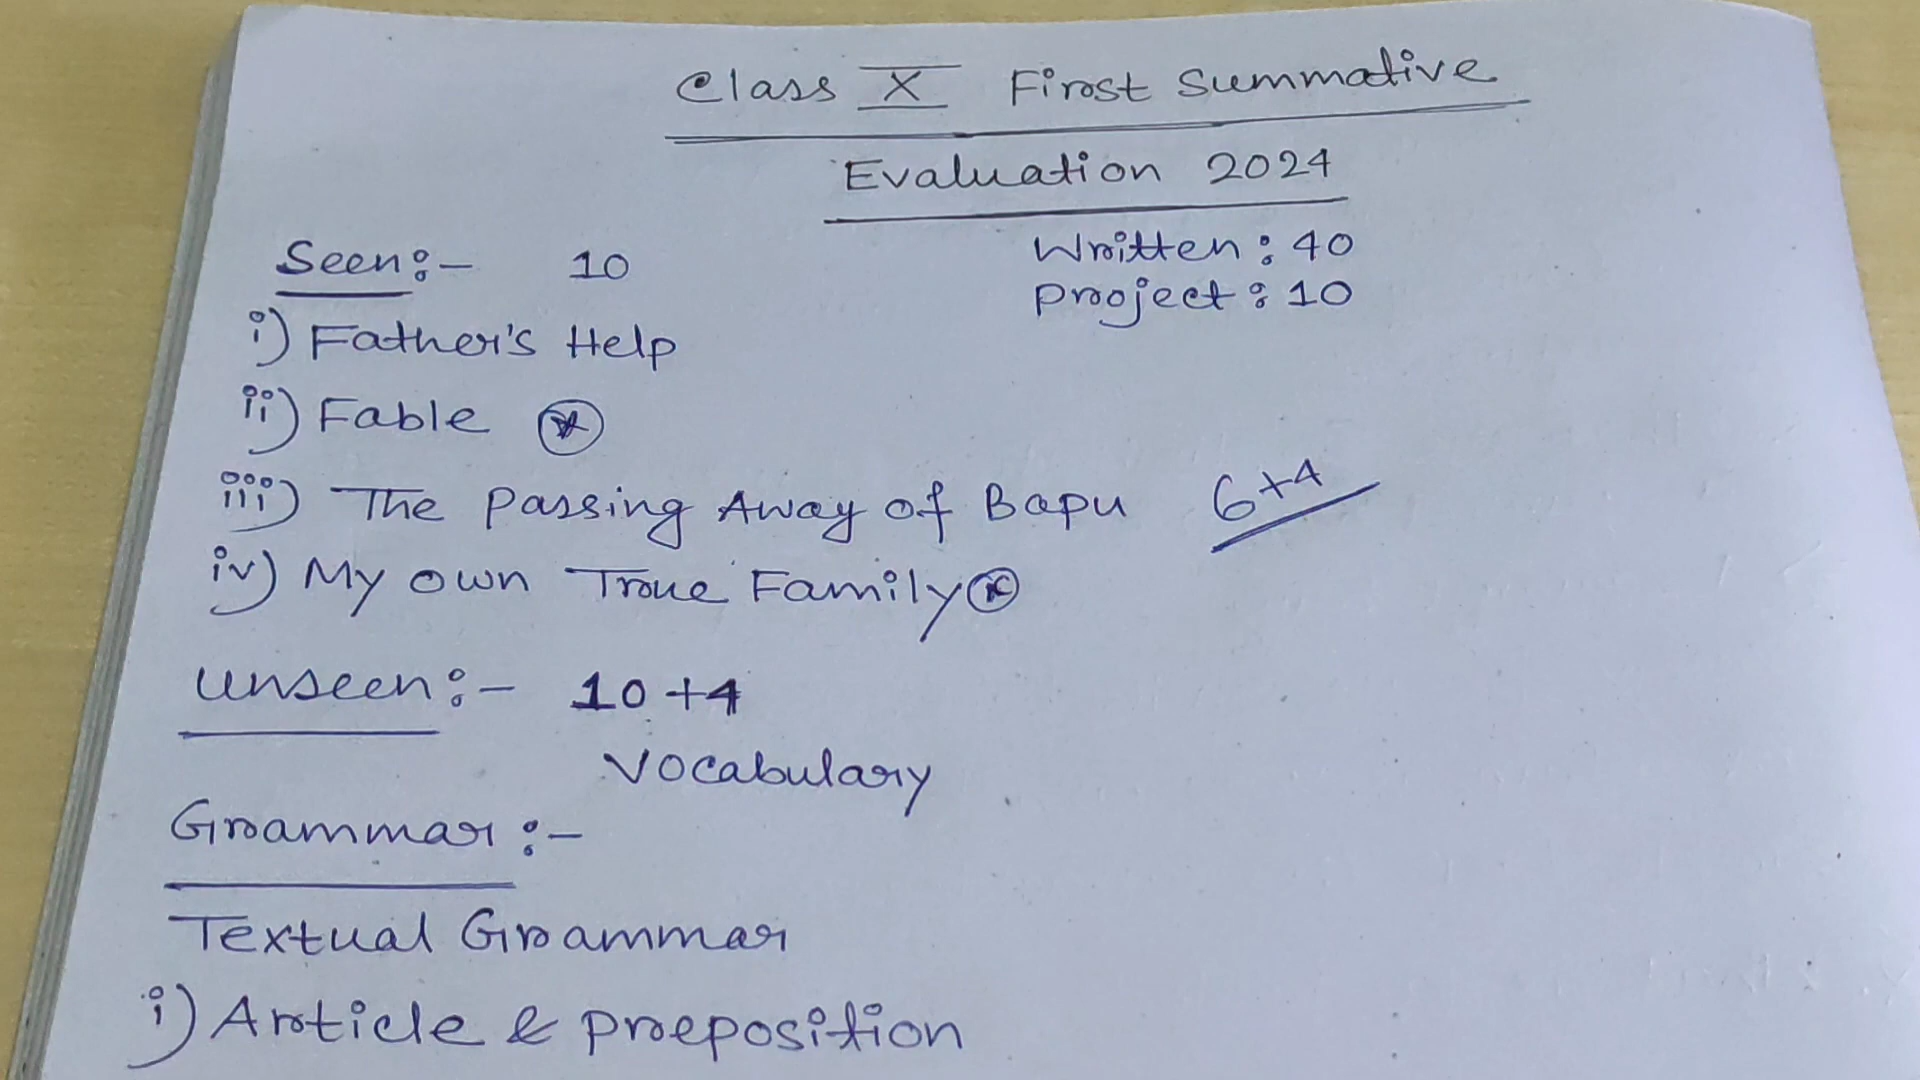 Class X First Summative
Evaluation 2024
Written: 40
Project: 10
Seen:- 10
i) Father's Help
ii) Fable
iii) The Passing Away of Bapu 6+4
iv) My own True Family
Unseen:- 10+4
Vocabulary
Grammar:-
Textual Grammar
i) Article & Preposition